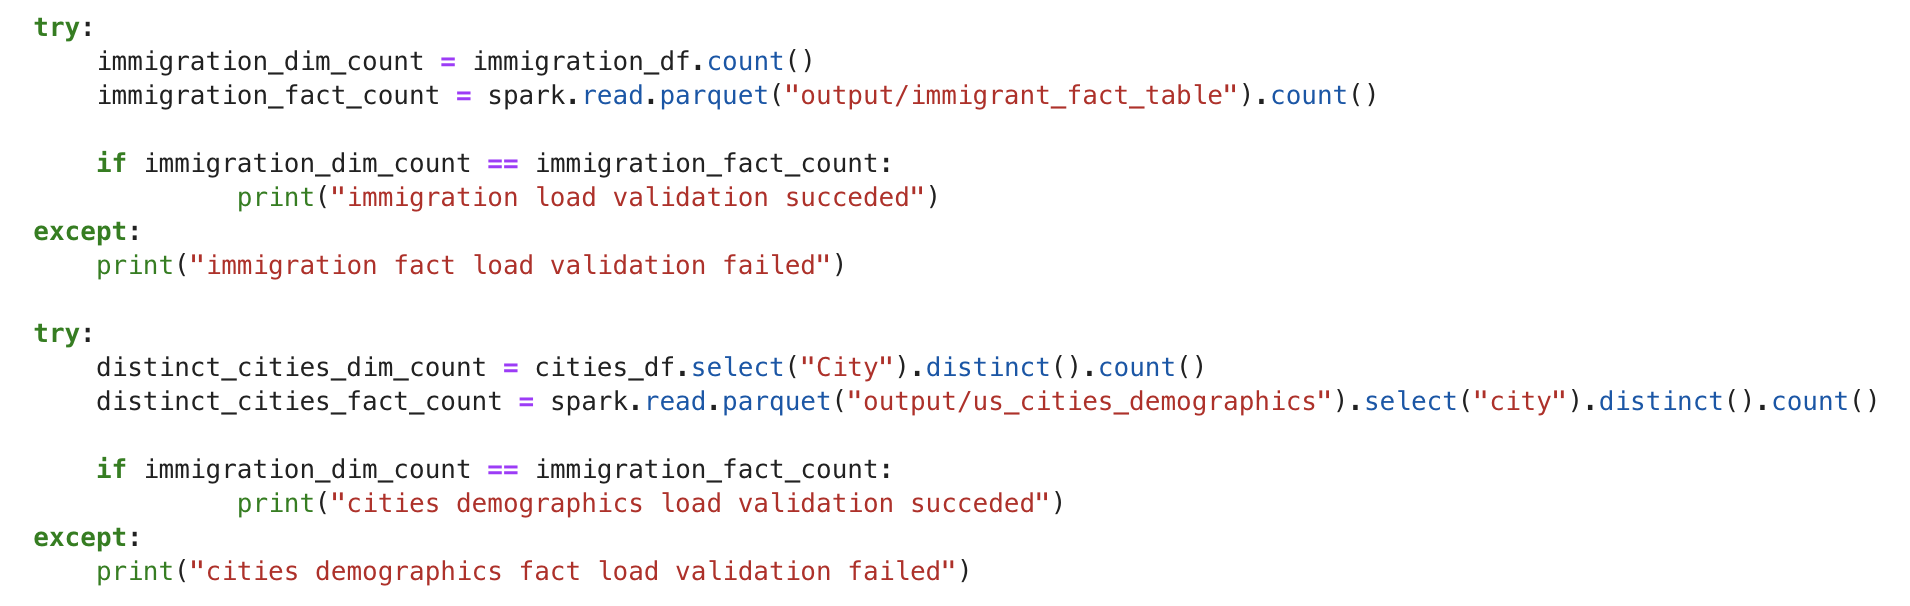 try:
    immigration_dim_count = immigration_df.count()
    immigration_fact_count = spark.read.parquet("output/immigrant_fact_table").count()

    if immigration_dim_count == immigration_fact_count:
             print("immigration load validation succeded")
except:
    print("immigration fact load validation failed")

try:
    distinct_cities_dim_count = cities_df.select("City").distinct().count()
    distinct_cities_fact_count = spark.read.parquet("output/us_cities_demographics").select("city").distinct().count()

    if immigration_dim_count == immigration_fact_count:
             print("cities demographics load validation succeded")
except:
    print("cities demographics fact load validation failed")